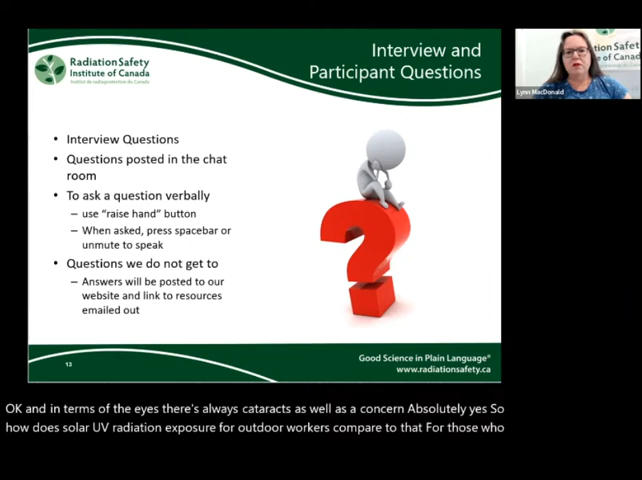 Radiation Safety
Institute of Canada
Institut de radioprotection du Canada
Interview and
Participant Questions
• Interview Questions
• Questions posted in the chat
room
• To ask a question verbally
– use "raise hand" button
– When asked, press spacebar or
unmute to speak
• Questions we do not get to
– Answers will be posted to our
website and link to resources
emailed out
13
Good Science in Plain Language®
www.radiationsafety.ca
tion Safety
Canada
Lynn MacDonald
OK and in terms of the eyes there's always cataracts as well as a concern Absolutely yes So
how does solar UV radiation exposure for outdoor workers compare to that For those who